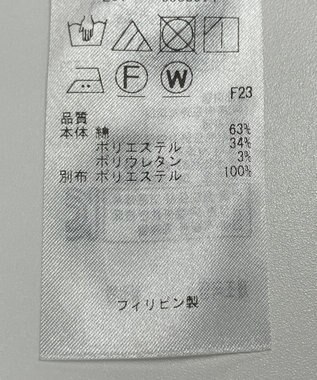 F
W
F23
品質
本体 綿 63%
ポリエステル 34%
ポリウレタン 3%
別布 ポリエステル 100%
フィリピン製